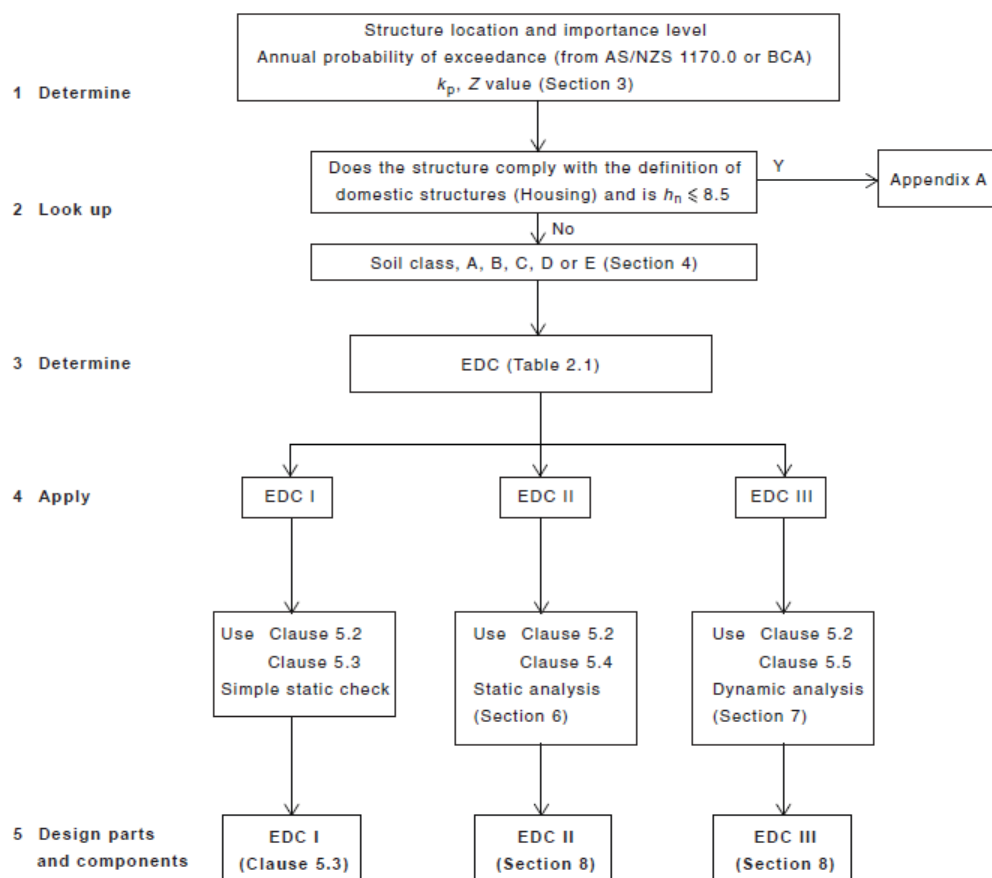 Structure location and importance level
Annual probability of exceedance (from AS/NZS 1170.0 or BCA)
kp, Z value (Section 3)
1 Determine
Does the structure comply with the definition of
domestic structures (Housing) and is hn ⩽ 8.5
Y
Appendix A
2 Look up
No
Soil class, A, B, C, D or E (Section 4)
3 Determine
EDC (Table 2.1)
4 Apply
EDC I
EDC II
EDC III
Use Clause 5.2
Clause 5.3
Simple static check
Use Clause 5.2
Clause 5.4
Static analysis
(Section 6)
Use Clause 5.2
Clause 5.5
Dynamic analysis
(Section 7)
5 Design parts
and components
EDC I
(Clause 5.3)
EDC II
(Section 8)
EDC III
(Section 8)